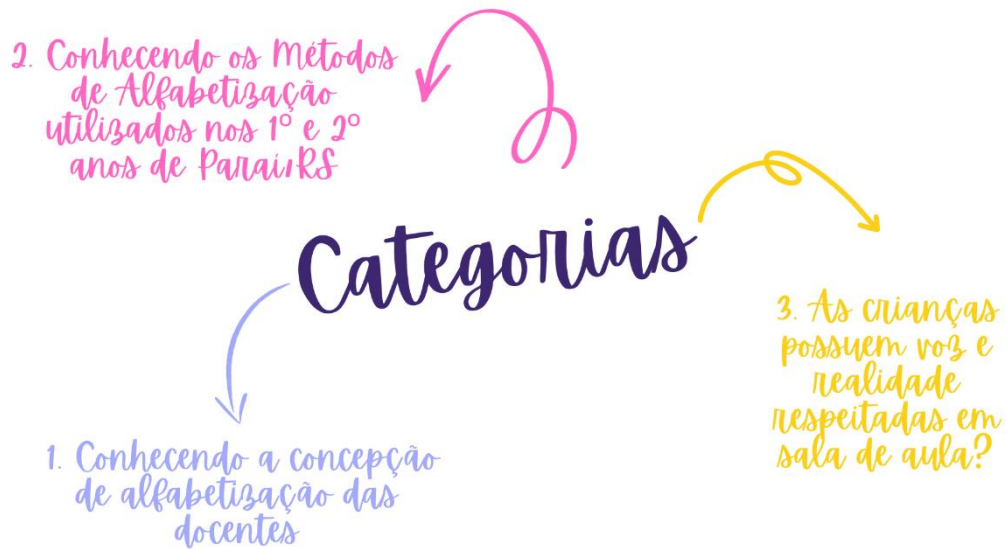 2. Conhecendo os Métodos
de Alfabetização
utilizados nos 1º e 2º
anos de Paraí,RS
Categorias
3. As crianças
possuem voz e
realidade
respeitadas em
sala de aula?
1. Conhecendo a concepção
de alfabetização das
docentes